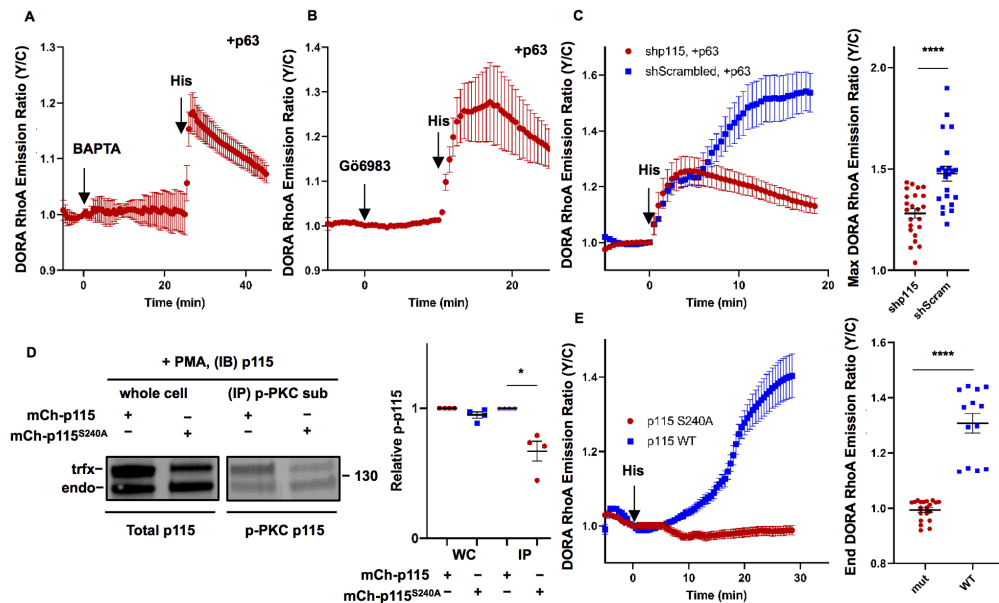 A
DORA RhoA Emission Ratio (Y/C)
1.3
1.2
1.1
1.0
0.9
+p63
His
BAPTA
0
20
40
Time (min)
B
DORA RhoA Emission Ratio (Y/C)
1.4
1.3
1.2
1.1
1.0
0.9
+p63
His
Gö6983
0
20
Time (min)
C
DORA RhoA Emission Ratio (Y/C)
1.6
1.4
1.2
1.0
shp115, +p63
shScrambled, +p63
His
0
10
20
Time (min)
Max DORA RhoA Emission Ratio (Y/C)
2.0
1.5
1.0
****
shp115
shScram
D
+ PMA, (IB) p115
whole cell
(IP) p-PKC sub
mCh-p115
+
–
+
–
mCh-p115S240A
–
+
–
+
trfx–
endo–
– 130
Total p115
p-PKC p115
Relative p-p115
1
0
*
WC
IP
mCh-p115
+
–
+
–
mCh-p115S240A
–
+
–
+
E
DORA RhoA Emission Ratio (Y/C)
1.6
1.4
1.2
1.0
p115 S240A
p115 WT
His
0
10
20
30
Time (min)
End DORA RhoA Emission Ratio (Y/C)
1.6
1.4
1.2
1.0
0.8
****
mut
WT